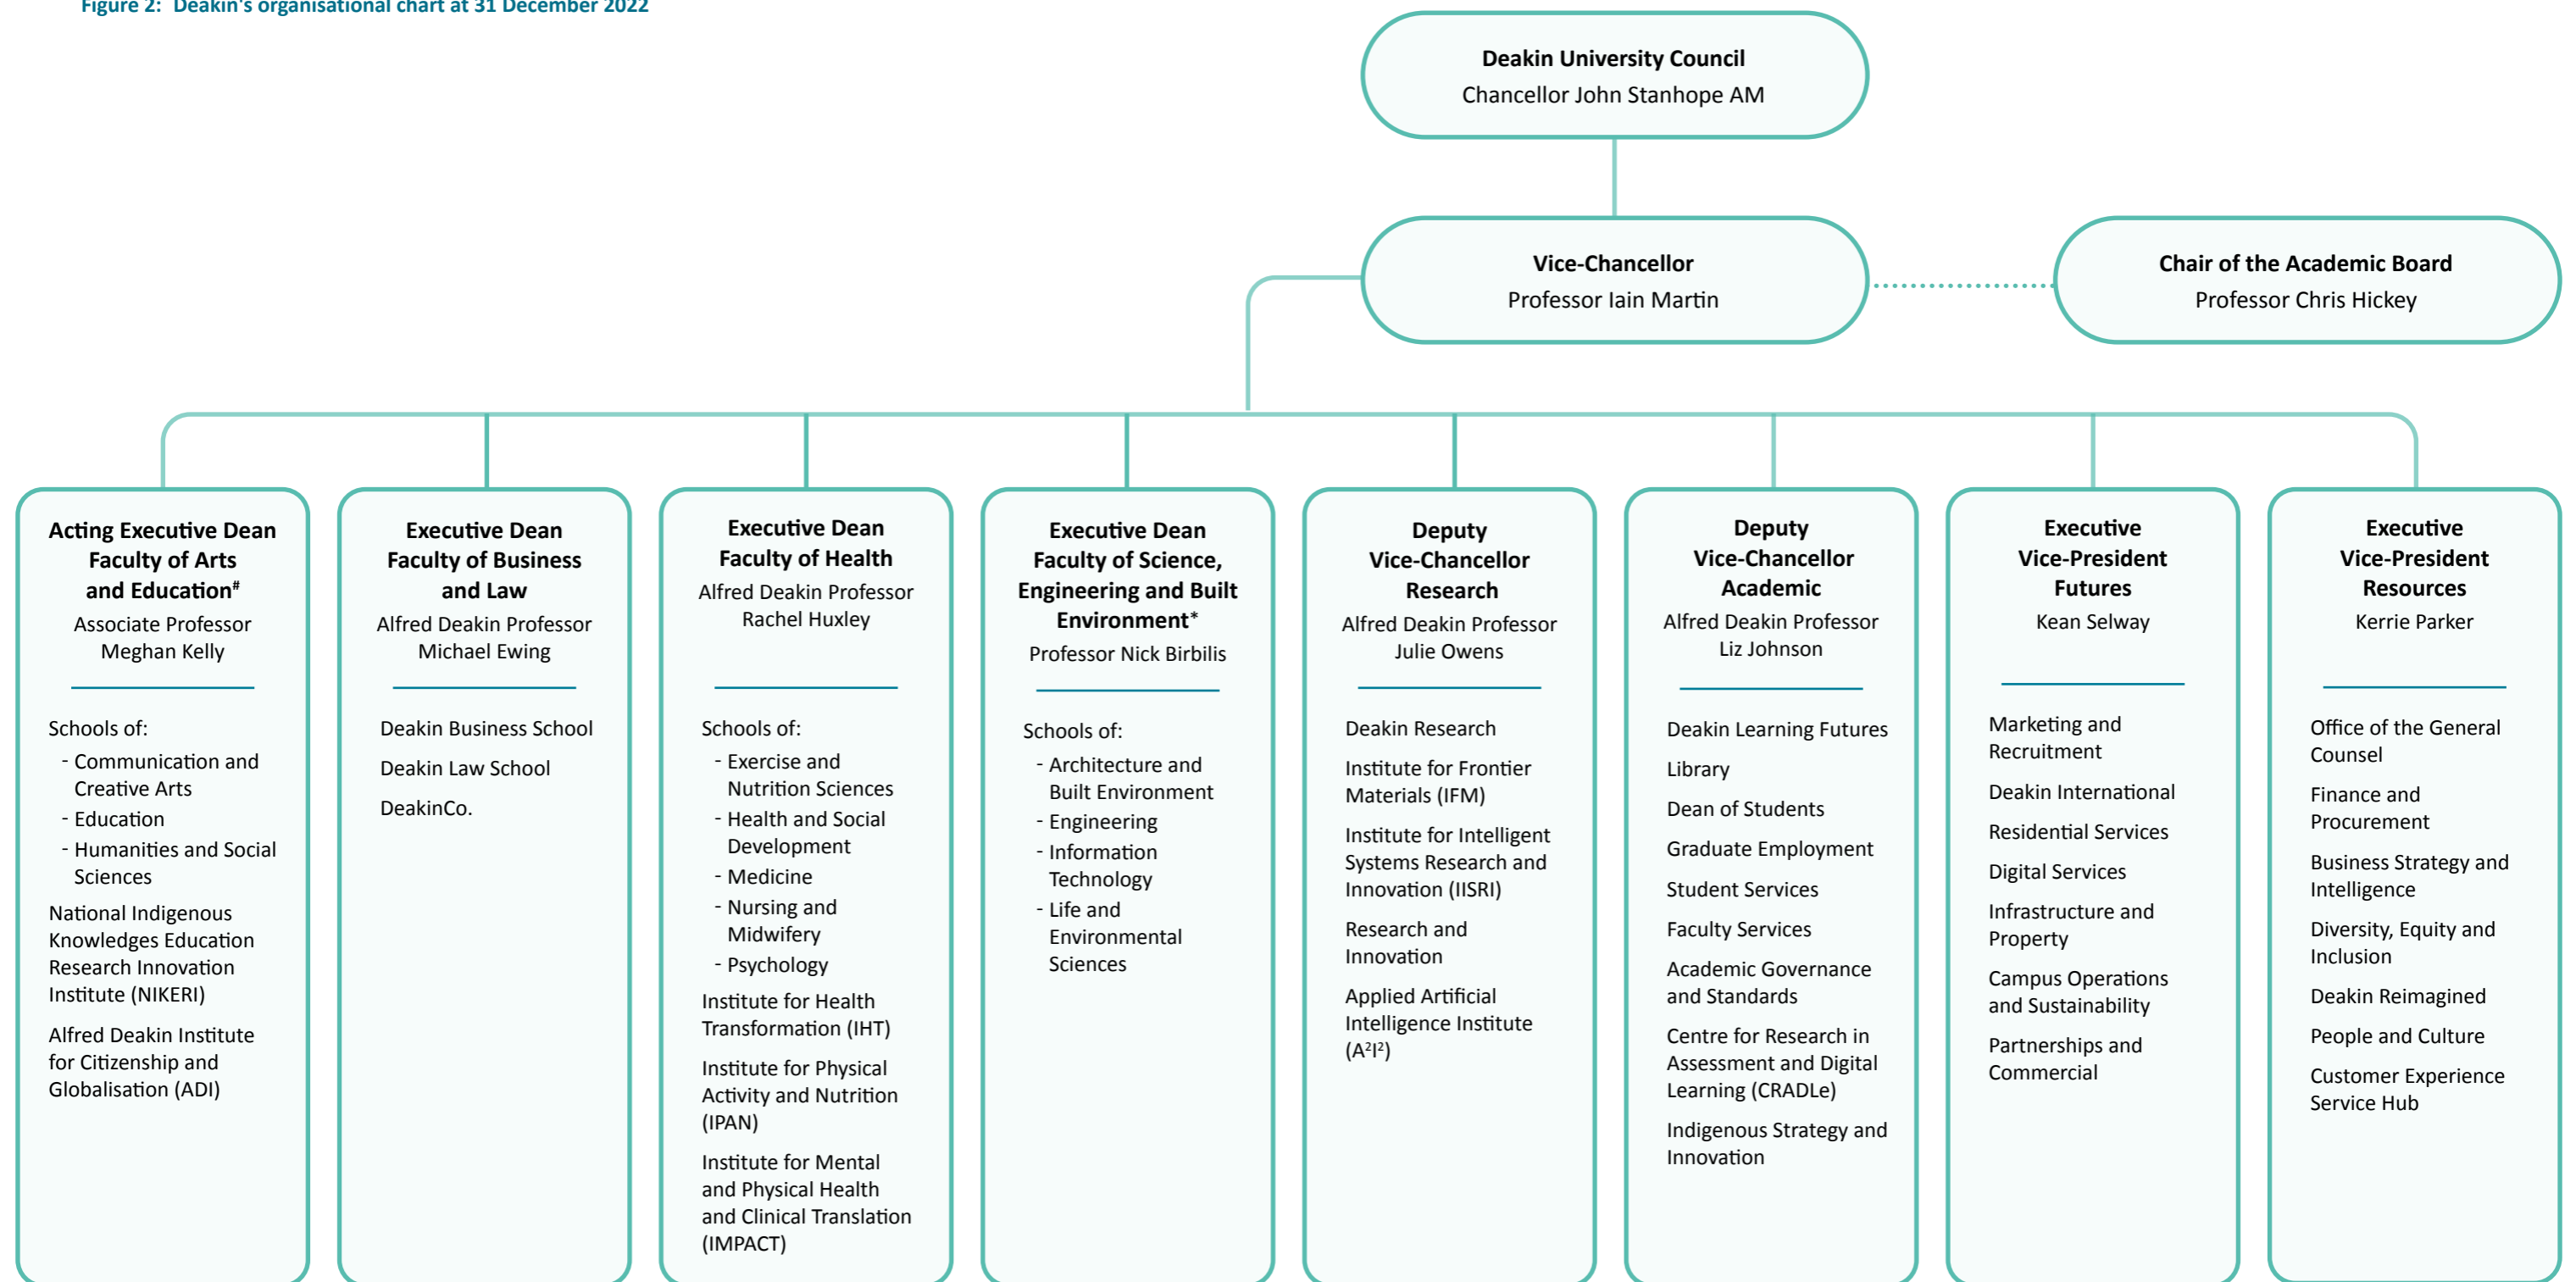 Figure 2: Deakin's organisational chart at 31 December 2022
Deakin University Council
Chancellor John Stanhope AM
Vice-Chancellor
Professor Iain Martin
Chair of the Academic Board
Professor Chris Hickey
Acting Executive Dean
Faculty of Arts
and Education#
Associate Professor
Meghan Kelly
Schools of:
- Communication and
Creative Arts
- Education
- Humanities and Social
Sciences
National Indigenous
Knowledges Education
Research Innovation
Institute (NIKERI)
Alfred Deakin Institute
for Citizenship and
Globalisation (ADI)
Executive Dean
Faculty of Business
and Law
Alfred Deakin Professor
Michael Ewing
Deakin Business School
Deakin Law School
DeakinCo.
Executive Dean
Faculty of Health
Alfred Deakin Professor
Rachel Huxley
Schools of:
- Exercise and
Nutrition Sciences
- Health and Social
Development
- Medicine
- Nursing and
Midwifery
- Psychology
Institute for Health
Transformation (IHT)
Institute for Physical
Activity and Nutrition
(IPAN)
Institute for Mental
and Physical Health
and Clinical Translation
(IMPACT)
Executive Dean
Faculty of Science,
Engineering and Built
Environment*
Professor Nick Birbilis
Schools of:
- Architecture and
Built Environment
- Engineering
- Information
Technology
- Life and
Environmental
Sciences
Deputy
Vice-Chancellor
Research
Alfred Deakin Professor
Julie Owens
Deakin Research
Institute for Frontier
Materials (IFM)
Institute for Intelligent
Systems Research and
Innovation (IISRI)
Research and
Innovation
Applied Artificial
Intelligence Institute
(A²I²)
Deputy
Vice-Chancellor
Academic
Alfred Deakin Professor
Liz Johnson
Deakin Learning Futures
Library
Dean of Students
Graduate Employment
Student Services
Faculty Services
Academic Governance
and Standards
Centre for Research in
Assessment and Digital
Learning (CRADLe)
Indigenous Strategy and
Innovation
Executive
Vice-President
Futures
Kean Selway
Marketing and
Recruitment
Deakin International
Residential Services
Digital Services
Infrastructure and
Property
Campus Operations
and Sustainability
Partnerships and
Commercial
Executive
Vice-President
Resources
Kerrie Parker
Office of the General
Counsel
Finance and
Procurement
Business Strategy and
Intelligence
Diversity, Equity and
Inclusion
Deakin Reimagined
People and Culture
Customer Experience
Service Hub